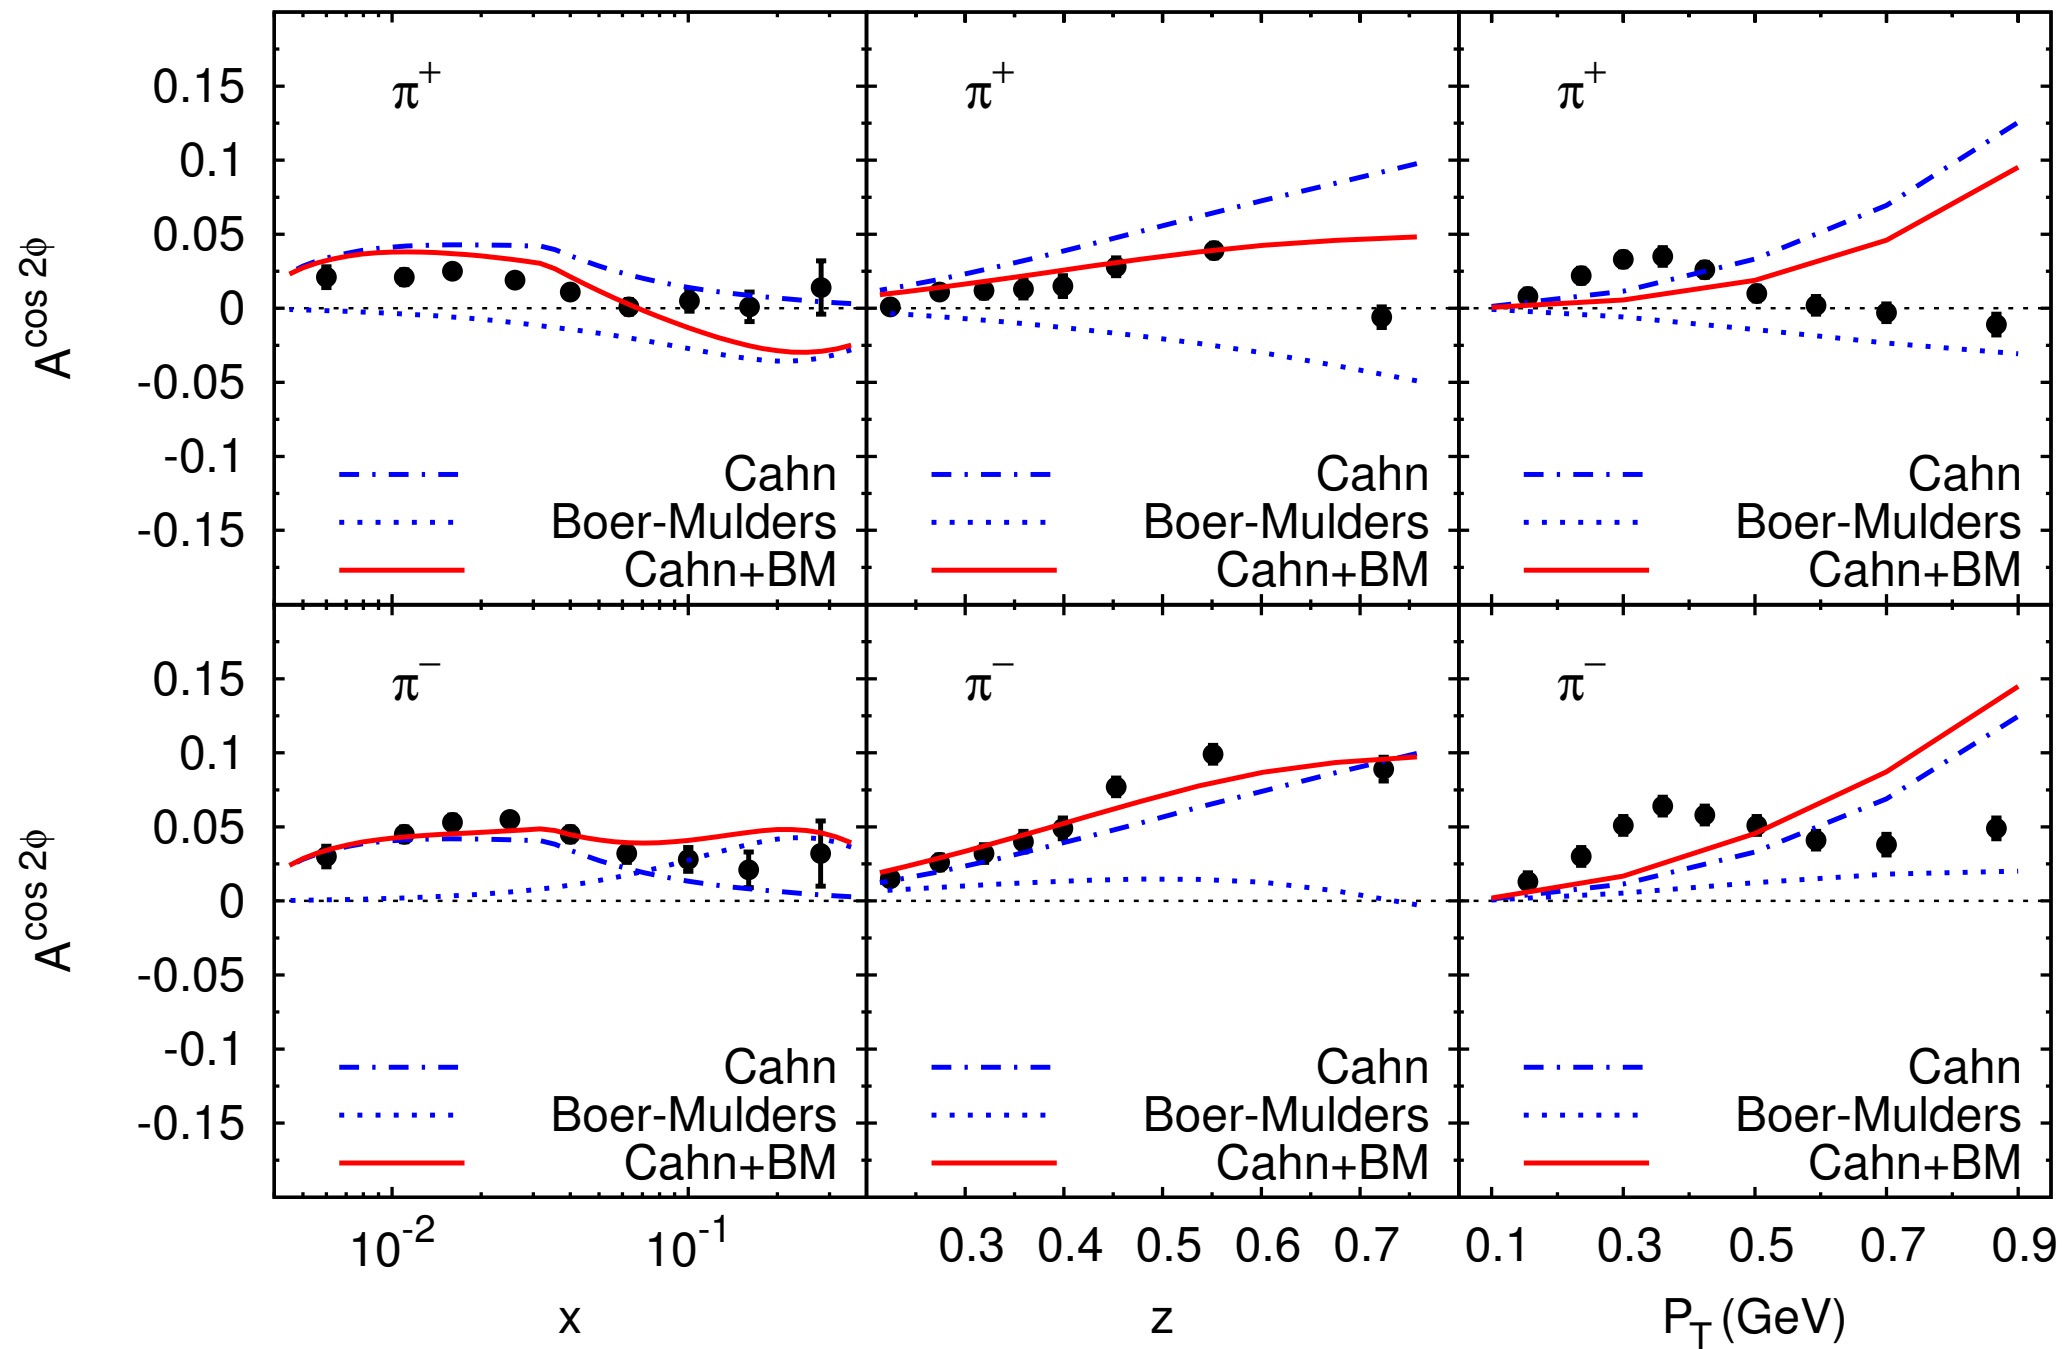 A^cos 2ϕ
0.15
0.1
0.05
0
-0.05
-0.1
-0.15
π+
Cahn
Boer-Mulders
Cahn+BM
π+
Cahn
Boer-Mulders
Cahn+BM
π+
Cahn
Boer-Mulders
Cahn+BM
A^cos 2ϕ
0.15
0.1
0.05
0
-0.05
-0.1
-0.15
π−
Cahn
Boer-Mulders
Cahn+BM
π−
Cahn
Boer-Mulders
Cahn+BM
π−
Cahn
Boer-Mulders
Cahn+BM
10^-2 10^-1
0.3 0.4 0.5 0.6 0.7
0.1 0.3 0.5 0.7 0.9
x
z
P_T (GeV)